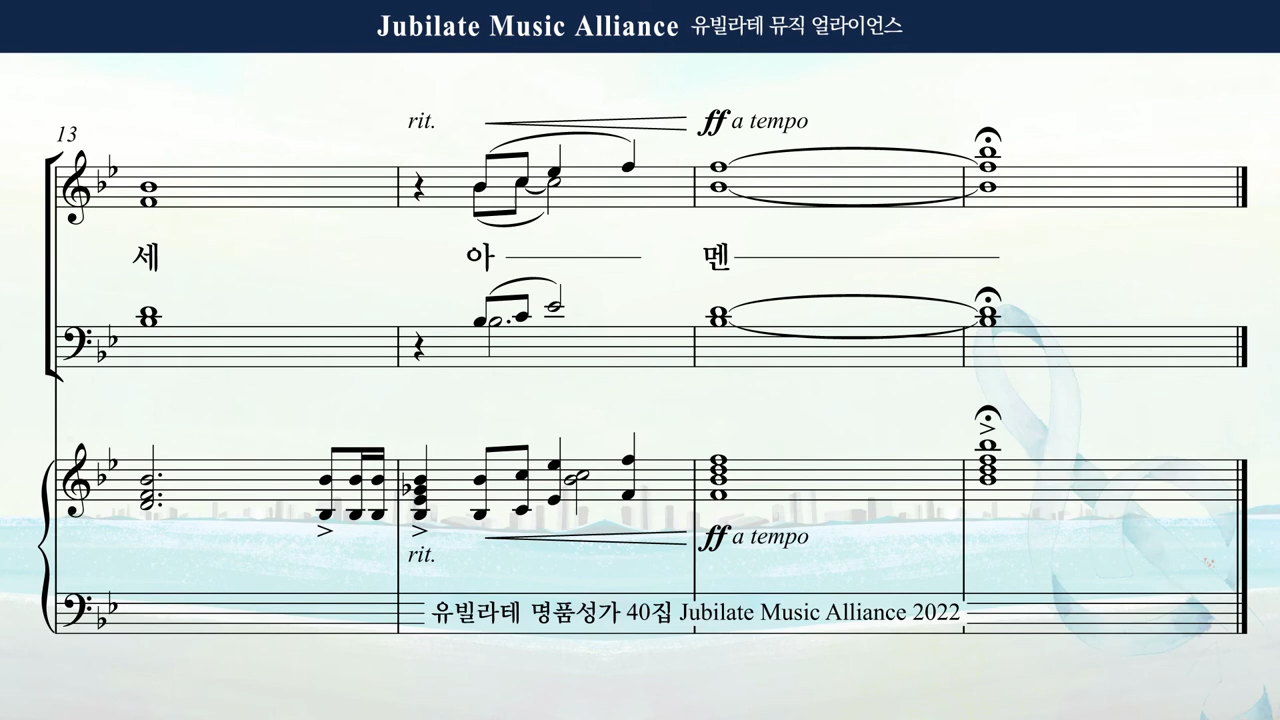 Jubilate Music Alliance 유빌라테 뮤직 얼라이언스
13
rit. ff a tempo
세 아 멘
rit. ff a tempo
유빌라테 명품성가 40집 Jubilate Music Alliance 2022